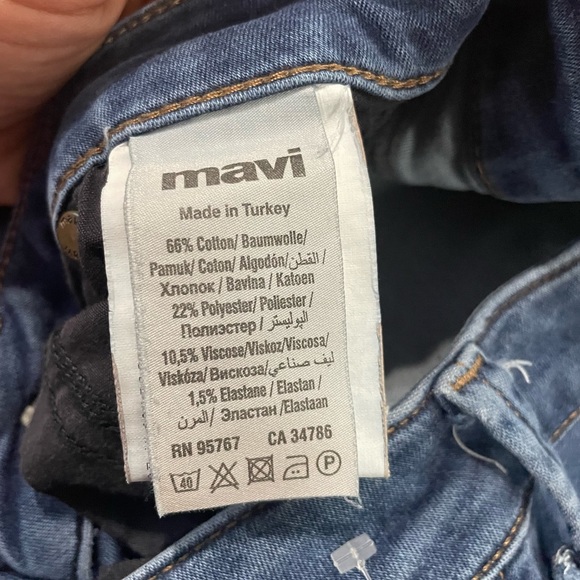 mavi
Made in Turkey
66% Cotton/ Baumwolle/
Pamuk/ Coton/ Algodón/القطن/
Хлопок / Bavlna / Katoen
22% Polyester/ Poliester /
Полиэстер / البوليستر
10,5% Viscose/Viskoz/Viscosa/
Viskóza/ Вискоза/ ليف صناعي
1,5% Elastane / Elastan /
المرن/ Эластан /Elastaan
RN 95767 CA 34786
40 P